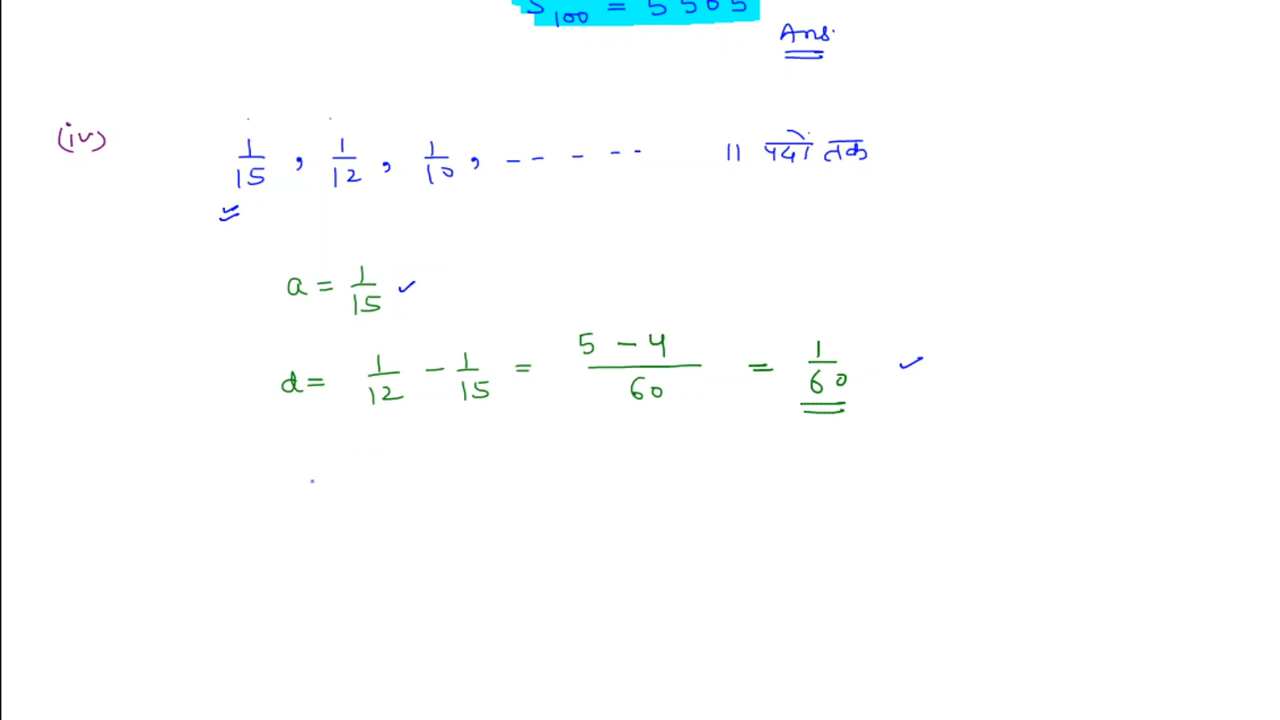 S₁₀₀ = 5505
Ans.
(iv) 1/15 , 1/12 , 1/10 , -- - -- 11 पदों तक
a = 1/15 ✓
d = 1/12 - 1/15 = (5 - 4)/60 = 1/60 ✓